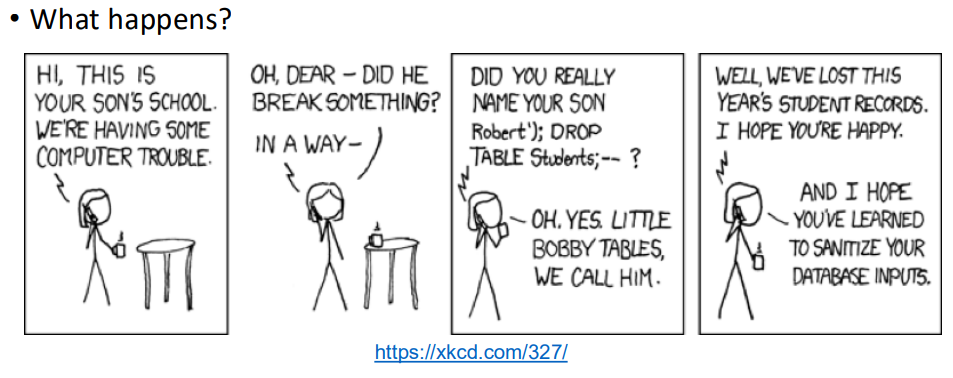 • What happens?
HI, THIS IS
YOUR SON'S SCHOOL.
WE'RE HAVING SOME
COMPUTER TROUBLE.
OH, DEAR – DID HE
BREAK SOMETHING?
IN A WAY–
DID YOU REALLY
NAME YOUR SON
Robert'); DROP
TABLE Students;-- ?
OH. YES. LITTLE
BOBBY TABLES,
WE CALL HIM.
WELL, WE'VE LOST THIS
YEAR'S STUDENT RECORDS.
I HOPE YOU'RE HAPPY.
AND I HOPE
YOU'VE LEARNED
TO SANITIZE YOUR
DATABASE INPUTS.
https://xkcd.com/327/